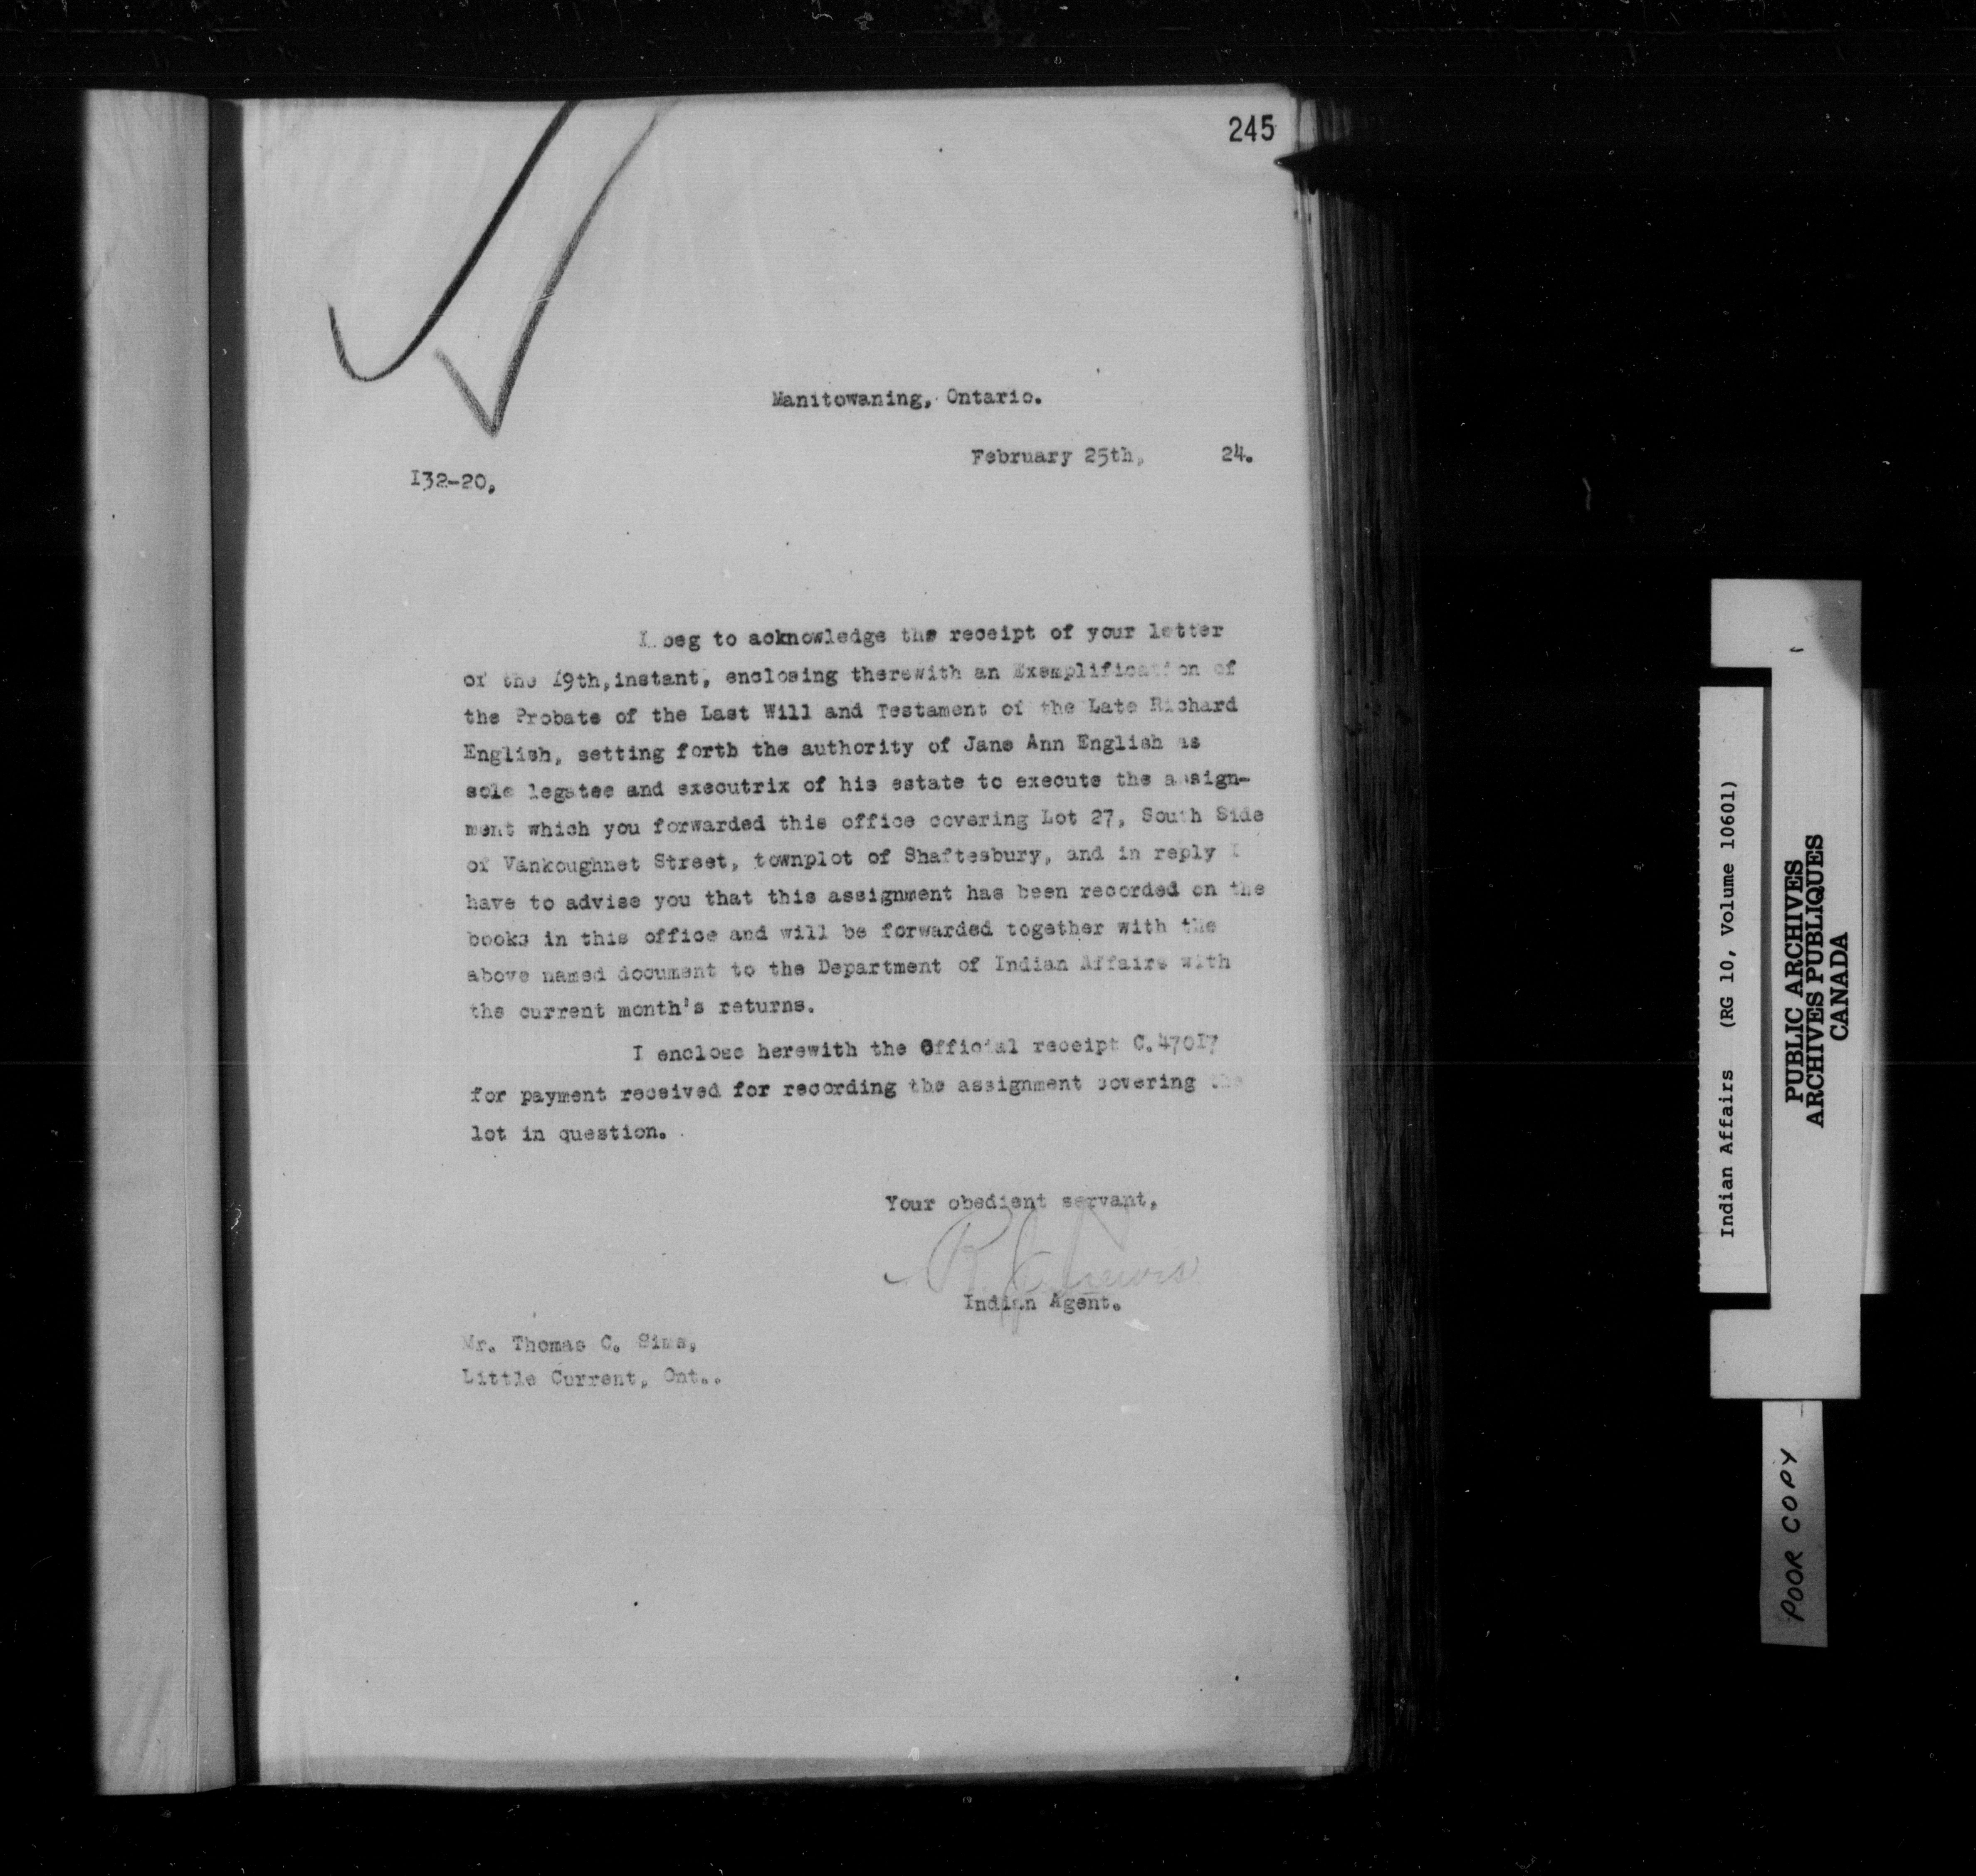 245
Manitowaning, Ontario.
February 25th, 24.
I32-20,
I beg to acknowledge the receipt of your letter
of the 19th, instant, enclosing therewith an Exemplification of
the Probate of the Last Will and Testament of the Late Richard
English, setting forth the authority of Jane Ann English as
sole legatee and executrix of his estate to execute the assign-
ment which you forwarded this office covering Lot 27, South Side
of Vankoughnet Street, townplot of Shaftesbury, and in reply I
have to advise you that this assignment has been recorded on the
books in this office and will be forwarded together with the
above named document to the Department of Indian Affairs with
the current month's returns.
I enclose herewith the Official receipt C.47017
for payment received for recording the assignment covering the
lot in question.
Your obedient servant,
R. J. Lewis
Indian Agent.
Mr. Thomas C. Sims,
Little Current, Ont..
Indian Affairs (RG 10, Volume 10601)
PUBLIC ARCHIVES
ARCHIVES PUBLIQUES
CANADA
POOR COPY